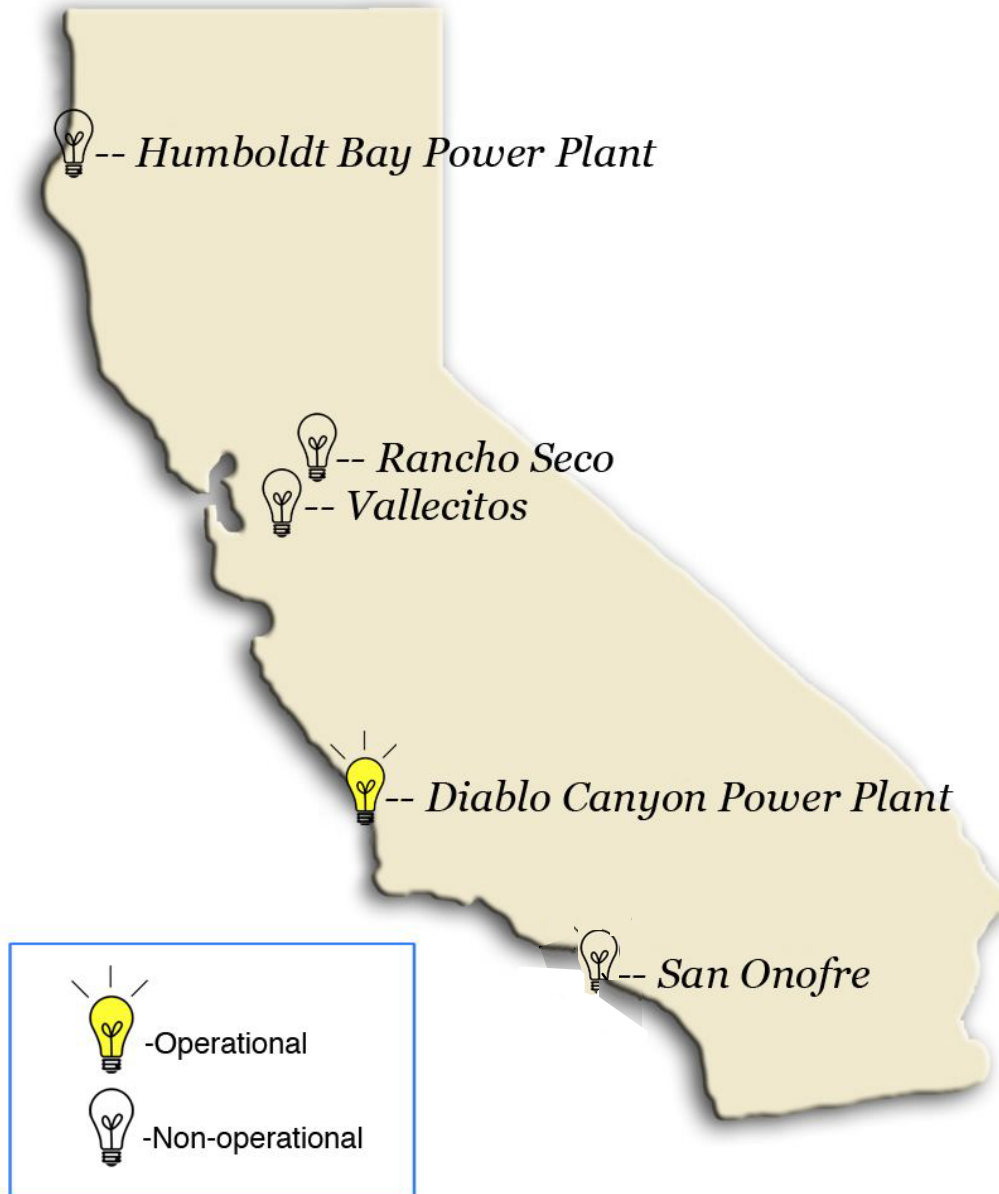 -- Humboldt Bay Power Plant
-- Rancho Seco
-- Vallecitos
-- Diablo Canyon Power Plant
-- San Onofre
-Operational
-Non-operational